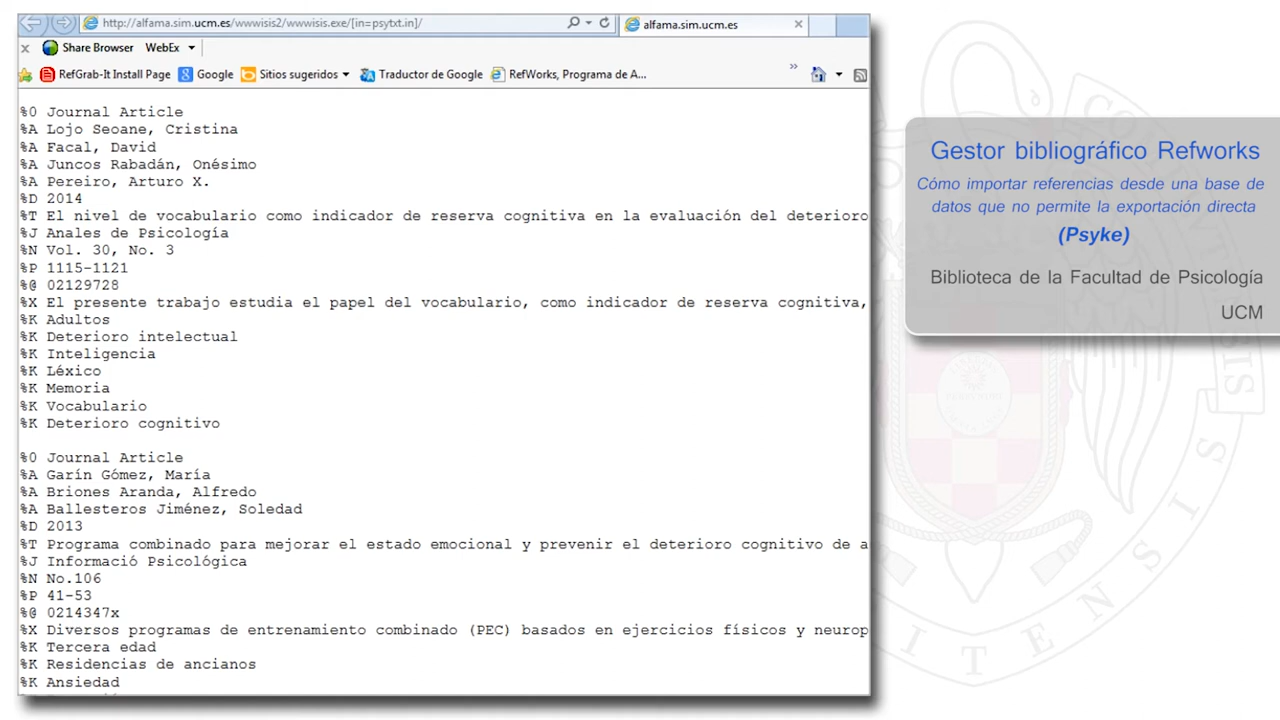 http://alfama.sim.ucm.es/wwwisis2/wwwisis.exe/[in=psytxt.in]/
alfama.sim.ucm.es
Share Browser WebEx
RefGrab-It Install Page Google Sitios sugeridos Traductor de Google RefWorks, Programa de A... »
%0 Journal Article
%A Lojo Seoane, Cristina
%A Facal, David
%A Juncos Rabadán, Onésimo
%A Pereiro, Arturo X.
%D 2014
%T El nivel de vocabulario como indicador de reserva cognitiva en la evaluación del deterioro
%J Anales de Psicología
%N Vol. 30, No. 3
%P 1115-1121
%@ 02129728
%X El presente trabajo estudia el papel del vocabulario, como indicador de reserva cognitiva,
%K Adultos
%K Deterioro intelectual
%K Inteligencia
%K Léxico
%K Memoria
%K Vocabulario
%K Deterioro cognitivo
%0 Journal Article
%A Garín Gómez, María
%A Briones Aranda, Alfredo
%A Ballesteros Jiménez, Soledad
%D 2013
%T Programa combinado para mejorar el estado emocional y prevenir el deterioro cognitivo de a
%J Informació Psicológica
%N No.106
%P 41-53
%@ 0214347x
%X Diversos programas de entrenamiento combinado (PEC) basados en ejercicios físicos y neurop
%K Tercera edad
%K Residencias de ancianos
%K Ansiedad
Gestor bibliográfico Refworks
Cómo importar referencias desde una base de
datos que no permite la exportación directa
(Psyke)
Biblioteca de la Facultad de Psicología
UCM